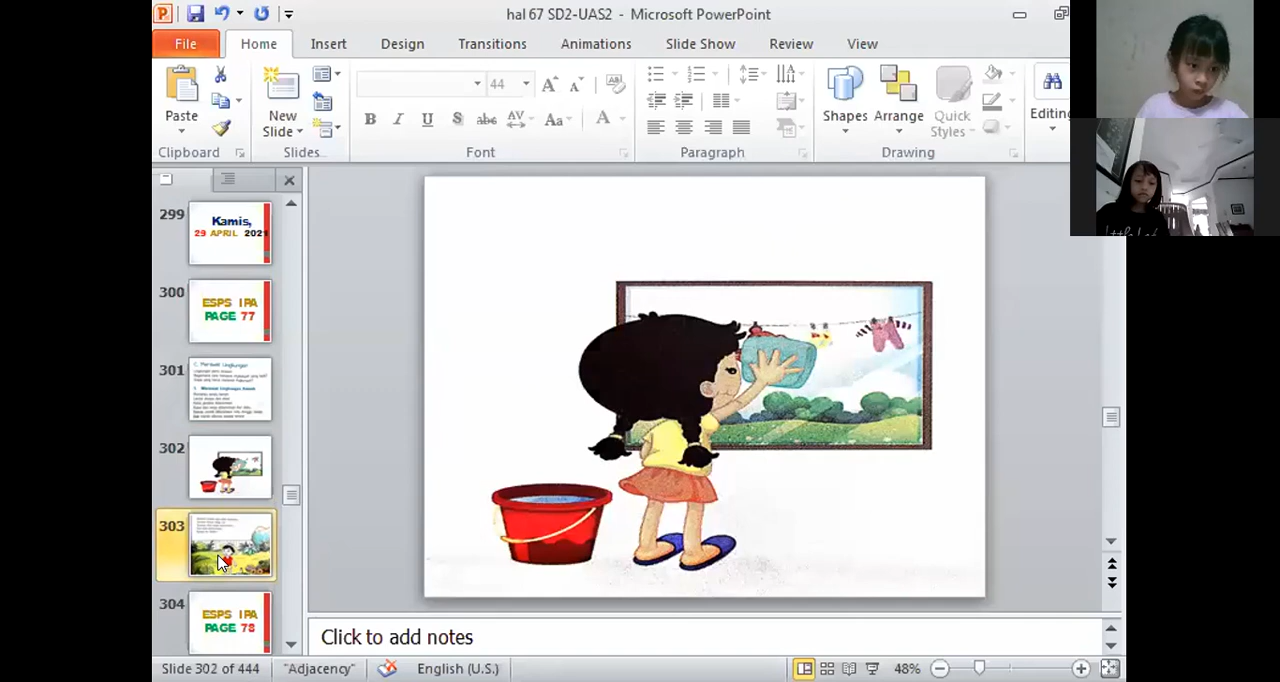 hal 67 SD2-UAS2 - Microsoft PowerPoint
File Home Insert Design Transitions Animations Slide Show Review View
Paste
New
Slide
44
B I U S abc AV Aa A
Shapes Arrange Quick
Styles
Editing
Clipboard Slides Font Paragraph Drawing
299
Kamis,
29 APRIL 2021
300
ESPS IPA
PAGE 77
301
302
303
304
ESPS IPA
PAGE 78
Click to add notes
Slide 302 of 444 "Adjacency" English (U.S.) 48%